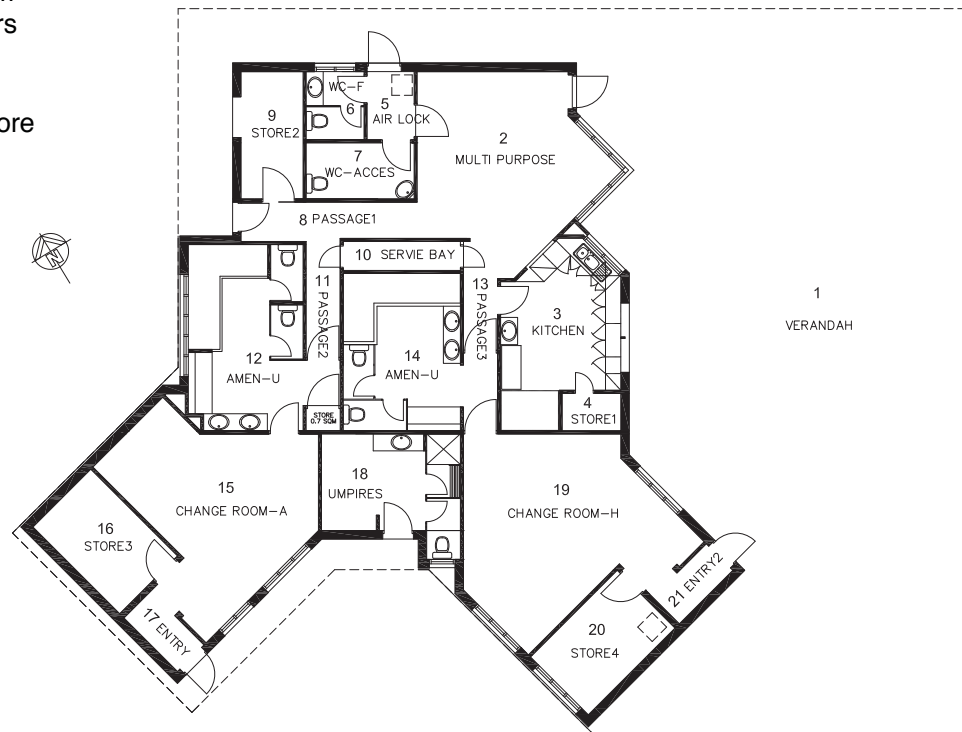 rs
ore
WC-F
9
STORE2
6
5
AIR LOCK
2
MULTI PURPOSE
7
WC-ACCES
8 PASSAGE1
N
10 SERVIE BAY
11 PASSAGE2
13 PASSAGE3
3
KITCHEN
1
VERANDAH
12
AMEN-U
14
AMEN-U
STORE
0.7 SQM
4
STORE1
15
CHANGE ROOM-A
18
UMPIRES
19
CHANGE ROOM-H
16
STORE3
17 ENTRY
21 ENTRY2
20
STORE4